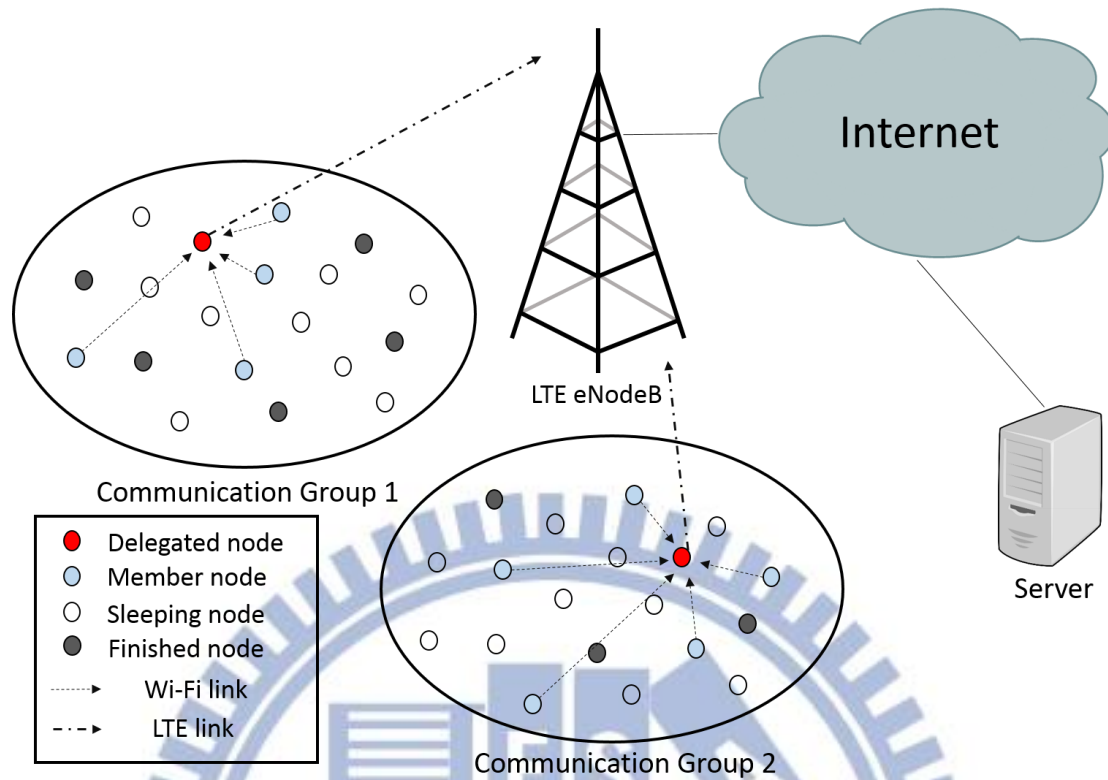 Internet
LTE eNodeB
Communication Group 1
Delegated node
Member node
Sleeping node
Finished node
Wi-Fi link
LTE link
Server
Communication Group 2